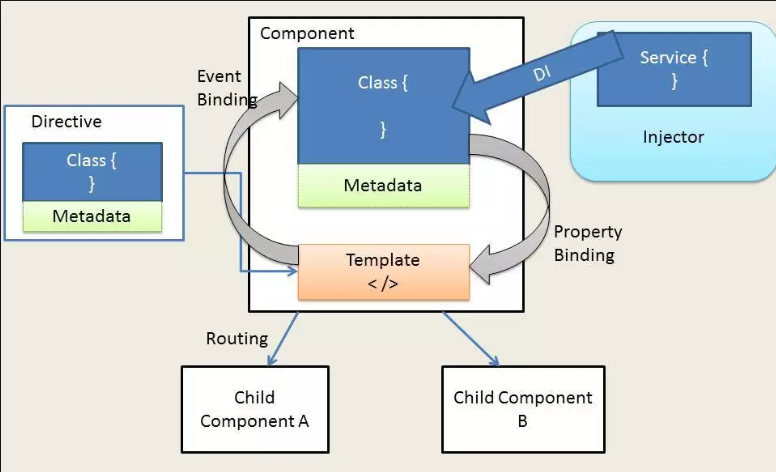 Component
Class {
}
Metadata
Event
Binding
DI
Service {
}
Injector
Directive
Class {
}
Metadata
Property
Binding
Template
< />
Routing
Child
Component A
Child Component
B